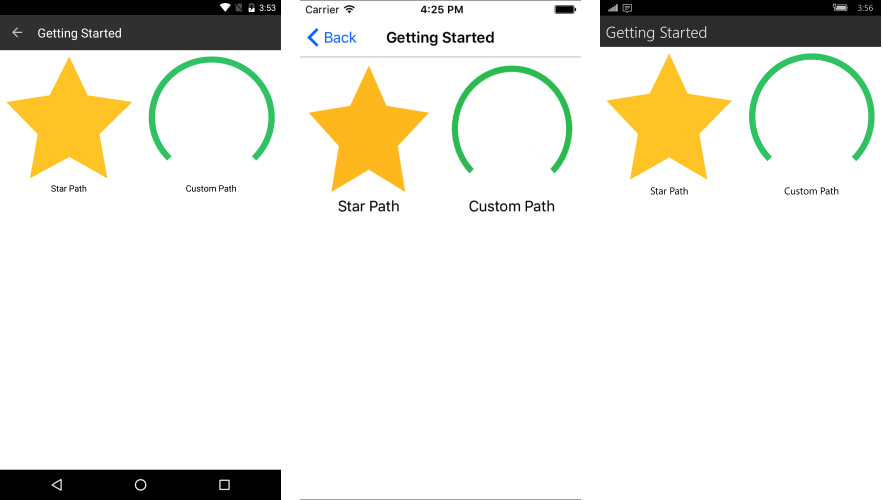 3:53
Getting Started
Star Path
Custom Path
Carrier
4:25 PM
Back
Getting Started
Star Path
Custom Path
3:56
Getting Started
Star Path
Custom Path